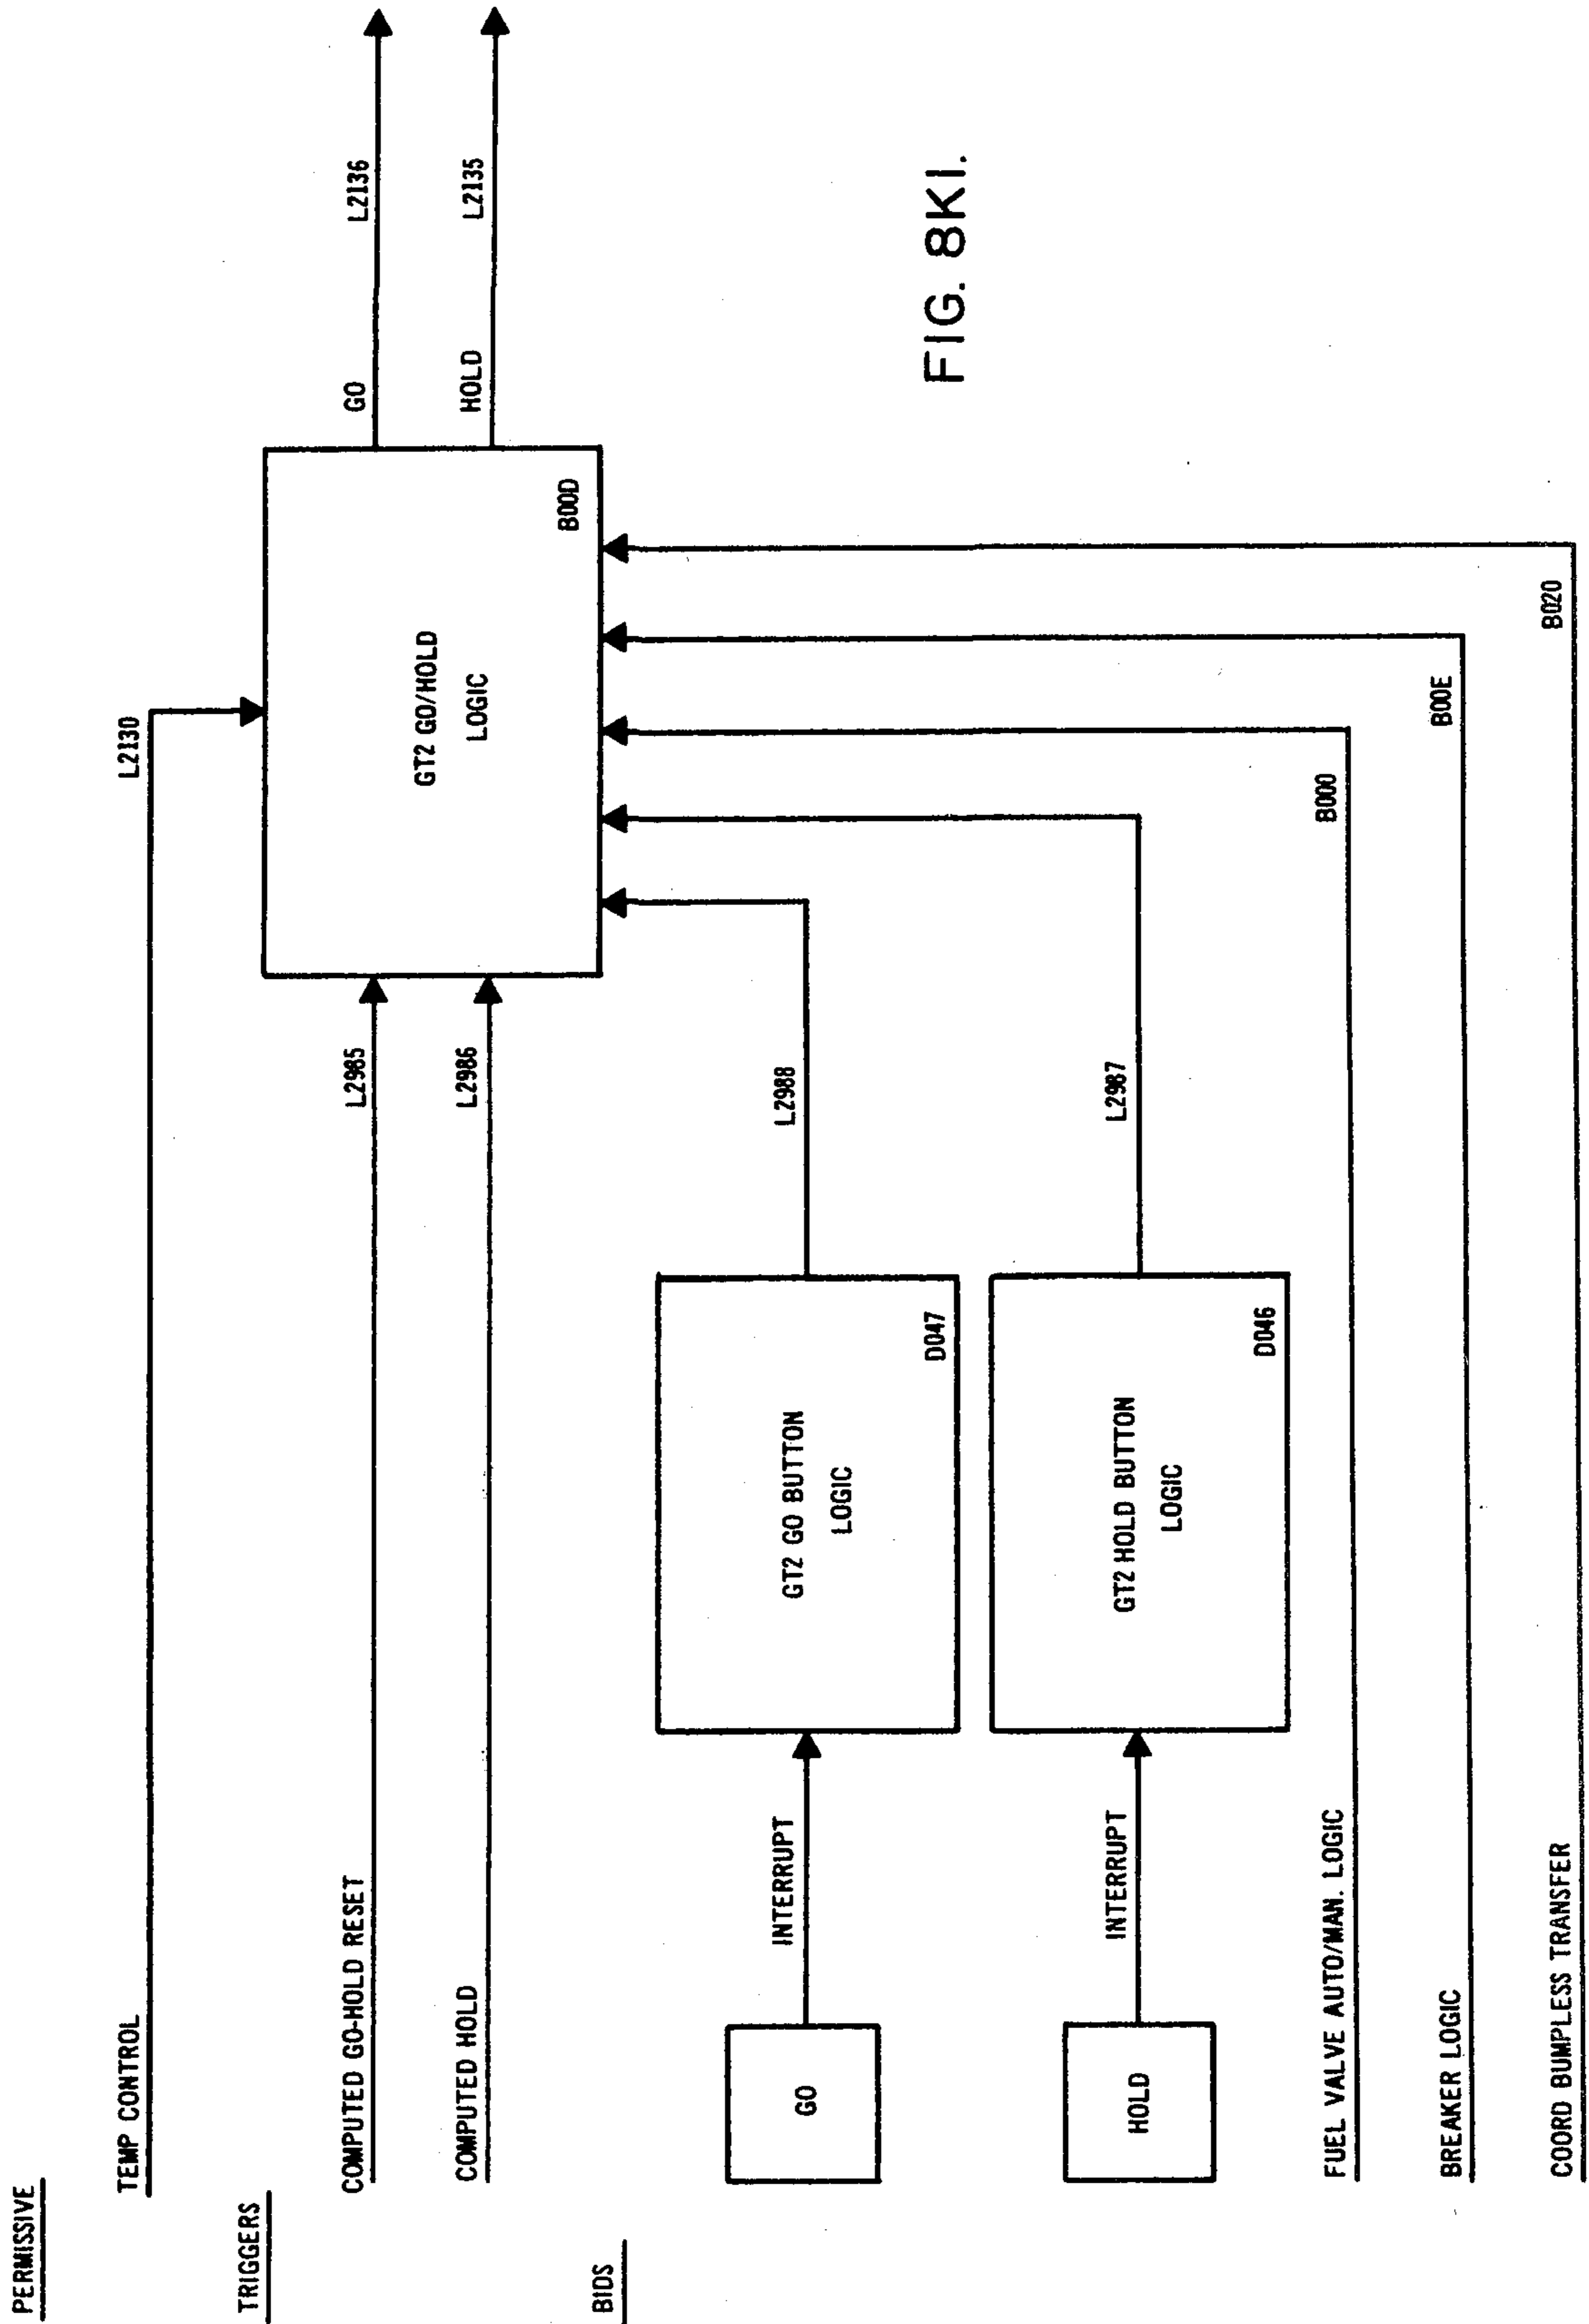 PERMISSIVE
TEMP CONTROL
L2130
TRIGGERS
COMPUTED GO-HOLD RESET
L2985
COMPUTED HOLD
L2986
GT2 GO/HOLD
LOGIC
B00D
GO
L2136
HOLD
L2135
BIDS
GO
INTERRUPT
GT2 GO BUTTON
LOGIC
D047
L2988
HOLD
INTERRUPT
GT2 HOLD BUTTON
LOGIC
D046
L2987
FUEL VALVE AUTO/MAN. LOGIC
B000
BREAKER LOGIC
B00E
COORD BUMPLESS TRANSFER
B020
FIG. 8K1.